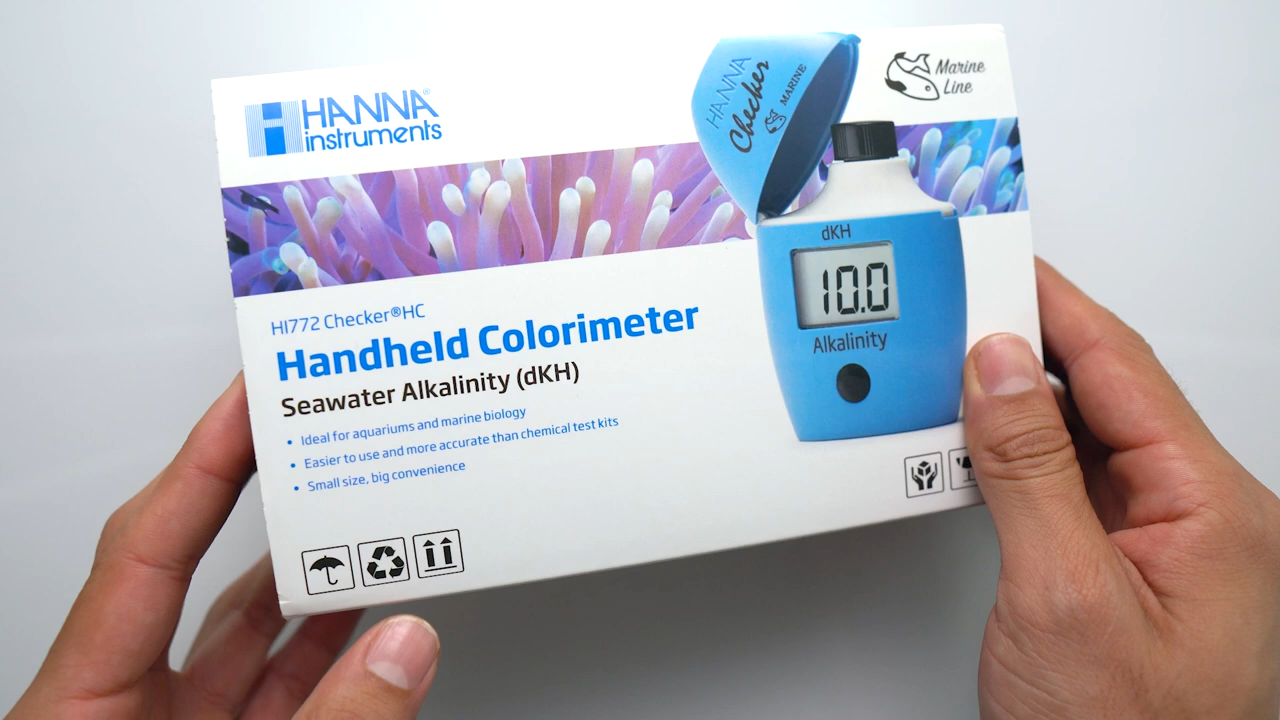 HANNA®
instruments
HANNA
Checker
MARINE
Marine
Line
HI772 Checker®HC
Handheld Colorimeter
Seawater Alkalinity (dKH)
• Ideal for aquariums and marine biology
• Easier to use and more accurate than chemical test kits
• Small size, big convenience
dKH
10.0
Alkalinity